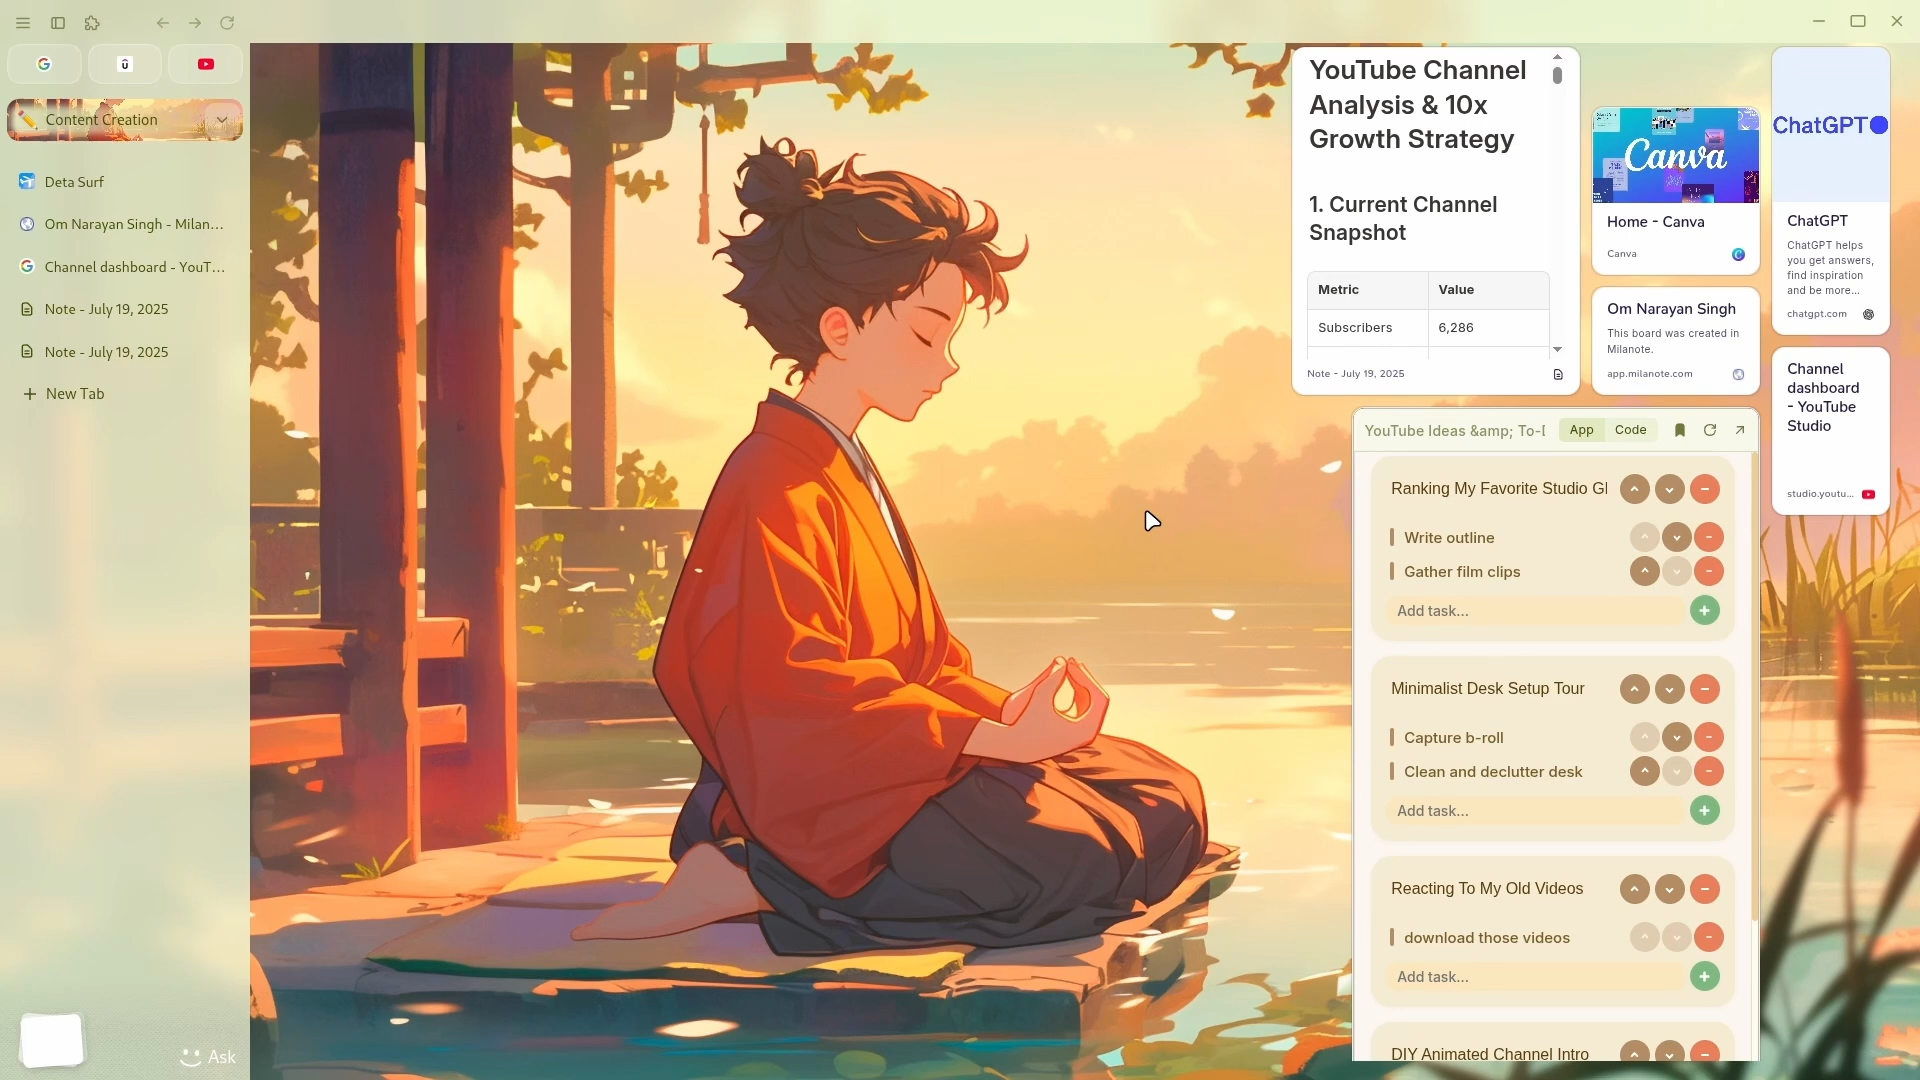 Content Creation
Deta Surf
Om Narayan Singh - Milan...
Channel dashboard - YouT...
Note - July 19, 2025
Note - July 19, 2025
New Tab
Ask
YouTube Channel
Analysis & 10x
Growth Strategy
1. Current Channel
Snapshot
Metric Value
Subscribers 6,286
Note - July 19, 2025
Canva
Home - Canva
Canva
Om Narayan Singh
This board was created in
Milanote.
app.milanote.com
ChatGPT
ChatGPT
ChatGPT helps
you get answers,
find inspiration
and be more...
chatgpt.com
Channel
dashboard
- YouTube
Studio
studio.youtu...
YouTube Ideas &amp; To-D
App Code
Ranking My Favorite Studio Gh
Write outline
Gather film clips
Add task...
Minimalist Desk Setup Tour
Capture b-roll
Clean and declutter desk
Add task...
Reacting To My Old Videos
download those videos
Add task...
DIY Animated Channel Intro